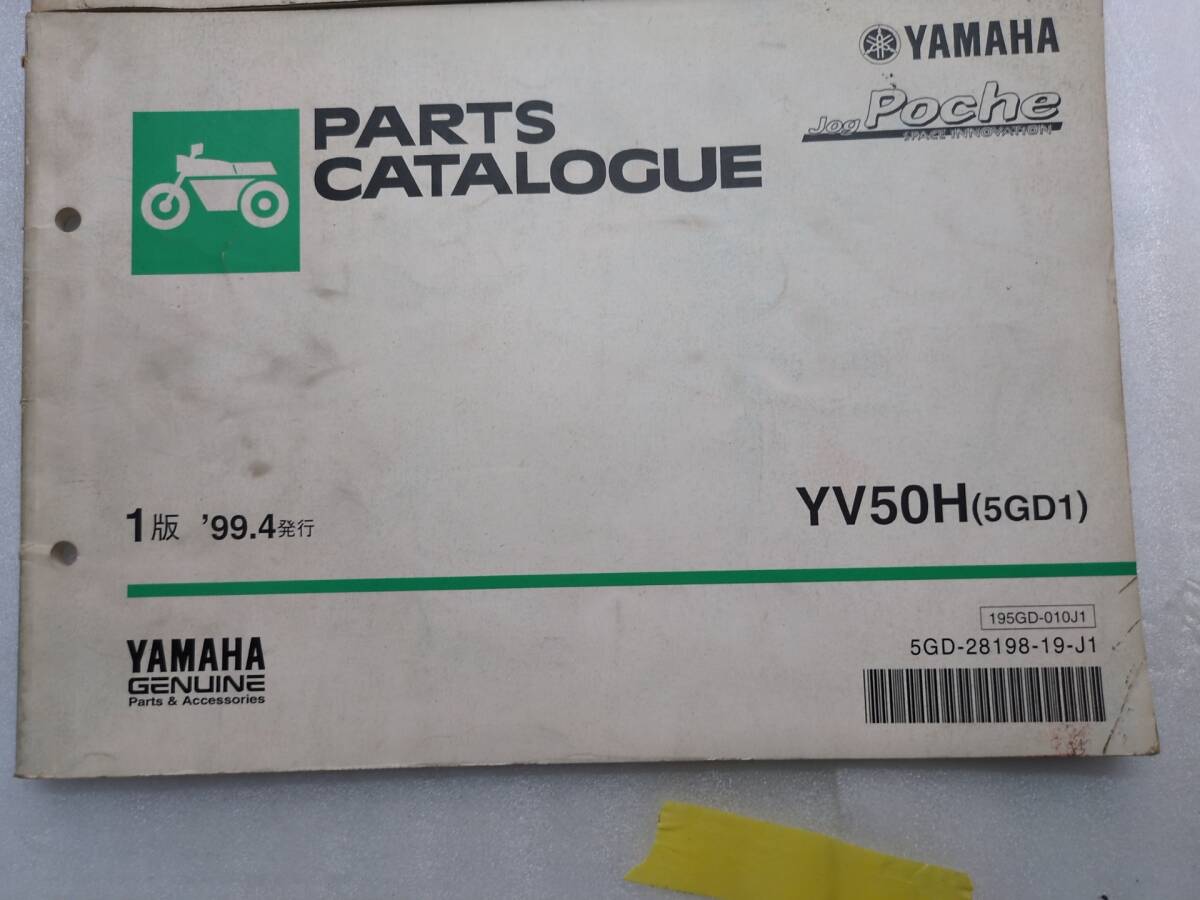 YAMAHA
Jog Poche
SPACE INNOVATION
PARTS
CATALOGUE
YV50H(5GD1)
1版 '99.4発行
195GD-010J1
5GD-28198-19-J1
YAMAHA
GENUINE
Parts & Accessories